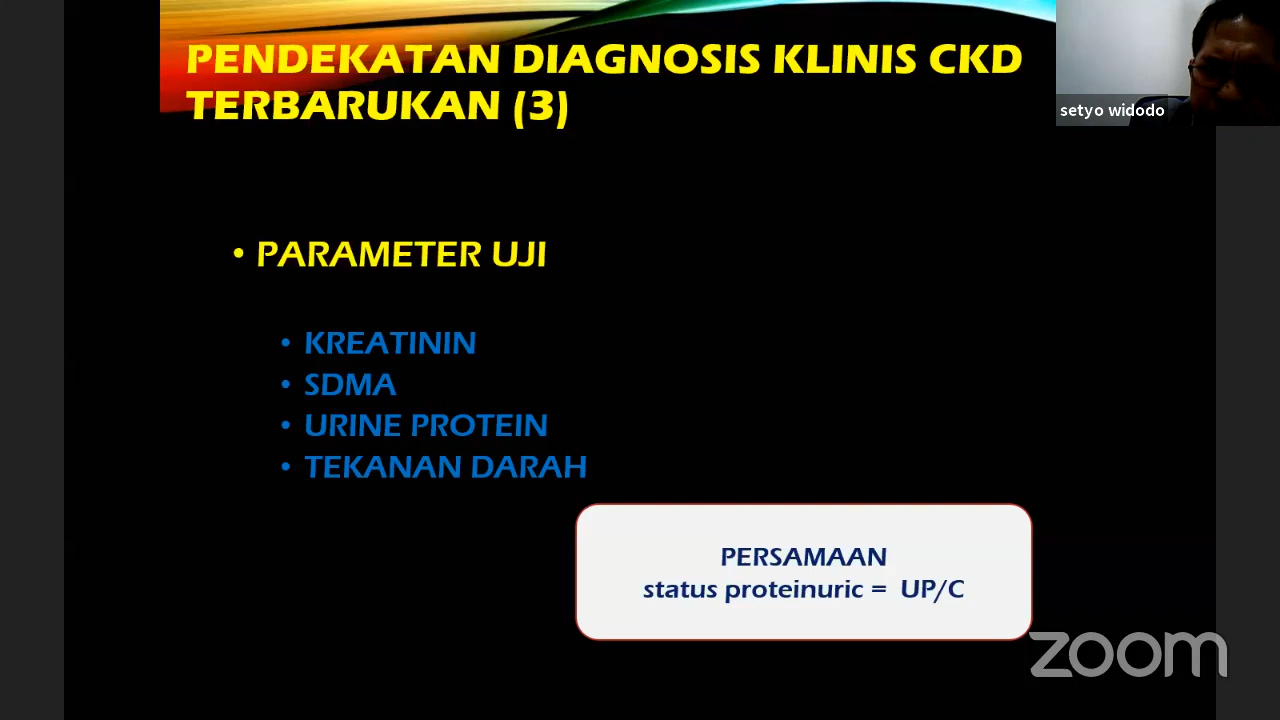 PENDEKATAN DIAGNOSIS KLINIS CKD
TERBARUKAN (3)
setyo widodo
• PARAMETER UJI
• KREATININ
• SDMA
• URINE PROTEIN
• TEKANAN DARAH
PERSAMAAN
status proteinuric = UP/C
zoom